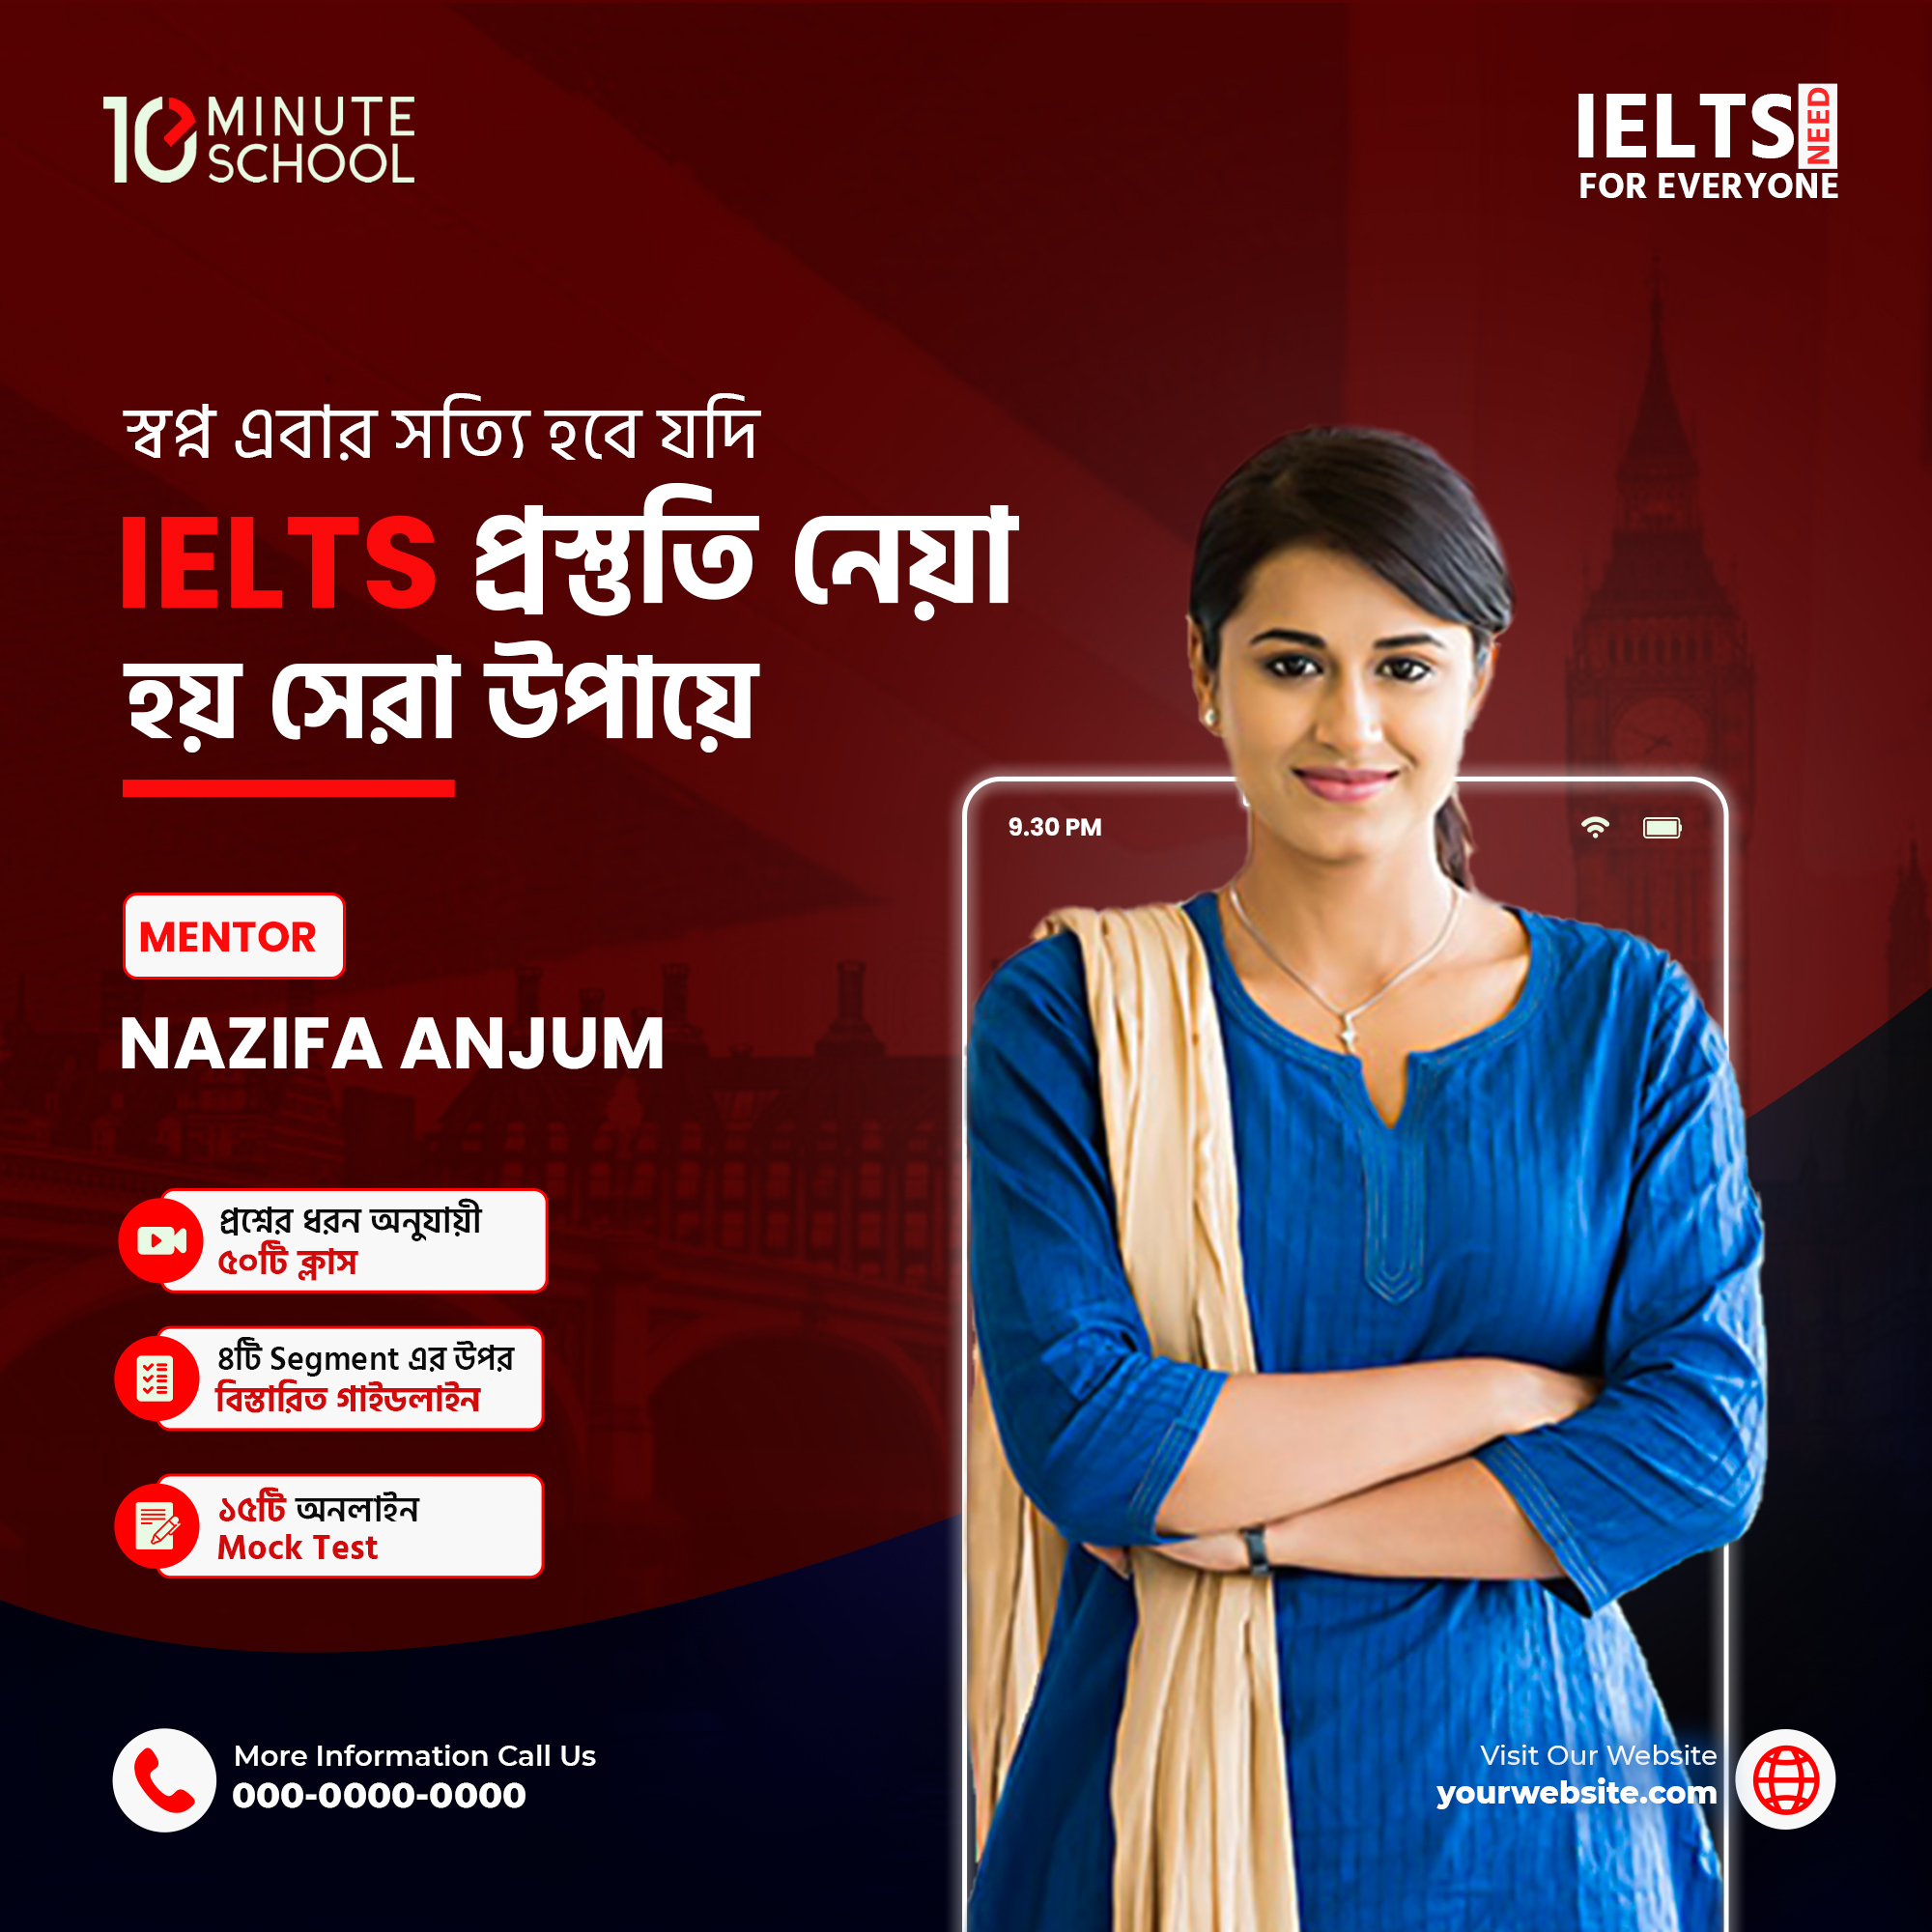 10 MINUTE
SCHOOL
IELTS NEED
FOR EVERYONE
স্বপ্ন এবার সত্যি হবে যদি
IELTS প্রস্তুতি নেয়া
হয় সেরা উপায়ে
9.30 PM
MENTOR
NAZIFA ANJUM
প্রশ্নের ধরন অনুযায়ী
৫০টি ক্লাস
৪টি Segment এর উপর
বিস্তারিত গাইডলাইন
১৫টি অনলাইন
Mock Test
More Information Call Us
000-0000-0000
Visit Our Website
yourwebsite.com